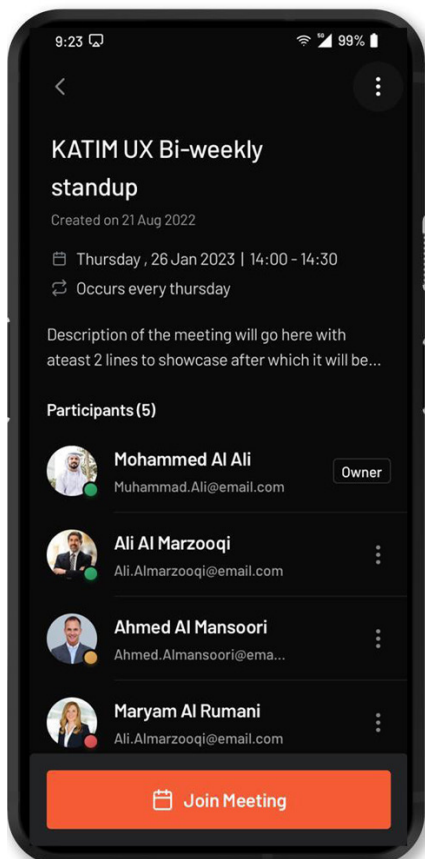 9:23
5G
99%
KATIM UX Bi-weekly
standup
Created on 21 Aug 2022
Thursday , 26 Jan 2023 | 14:00 - 14:30
Occurs every thursday
Description of the meeting will go here with
ateast 2 lines to showcase after which it will be...
Participants (5)
Mohammed Al Ali
Owner
Muhammad.Ali@email.com
Ali Al Marzooqi
Ali.Almarzooqi@email.com
Ahmed Al Mansoori
Ahmed.Almansoori@ema...
Maryam Al Rumani
Ali.Almarzooqi@email.com
Join Meeting